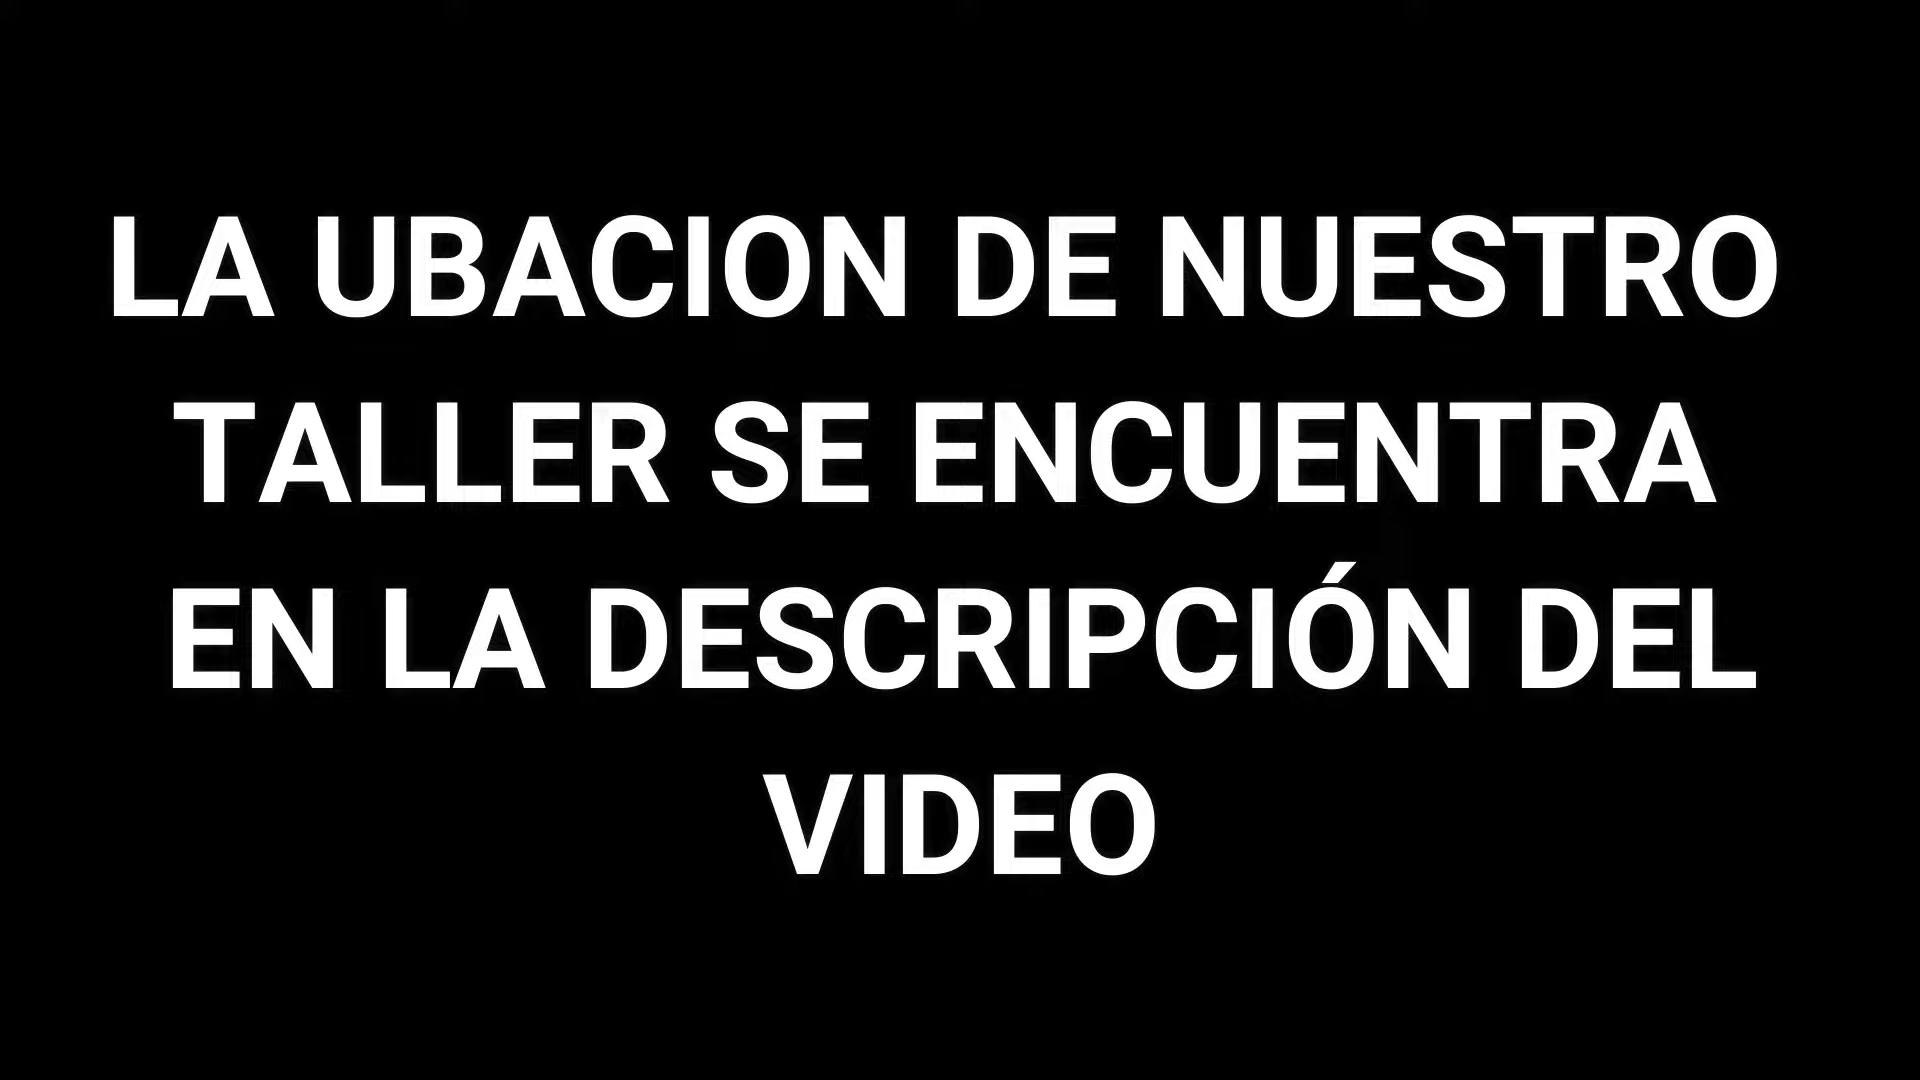 LA UBACION DE NUESTRO
TALLER SE ENCUENTRA
EN LA DESCRIPCIÓN DEL
VIDEO